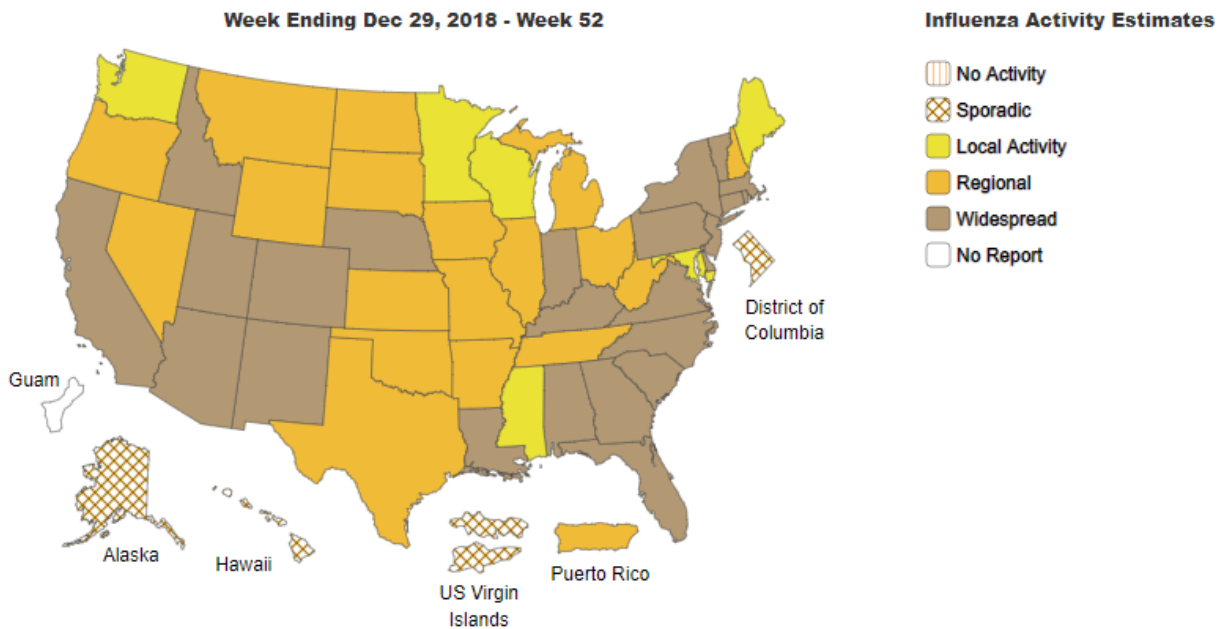 Week Ending Dec 29, 2018 - Week 52
Influenza Activity Estimates
No Activity
Sporadic
Local Activity
Regional
Widespread
No Report
District of
Columbia
Guam
Alaska
Hawaii
US Virgin
Islands
Puerto Rico